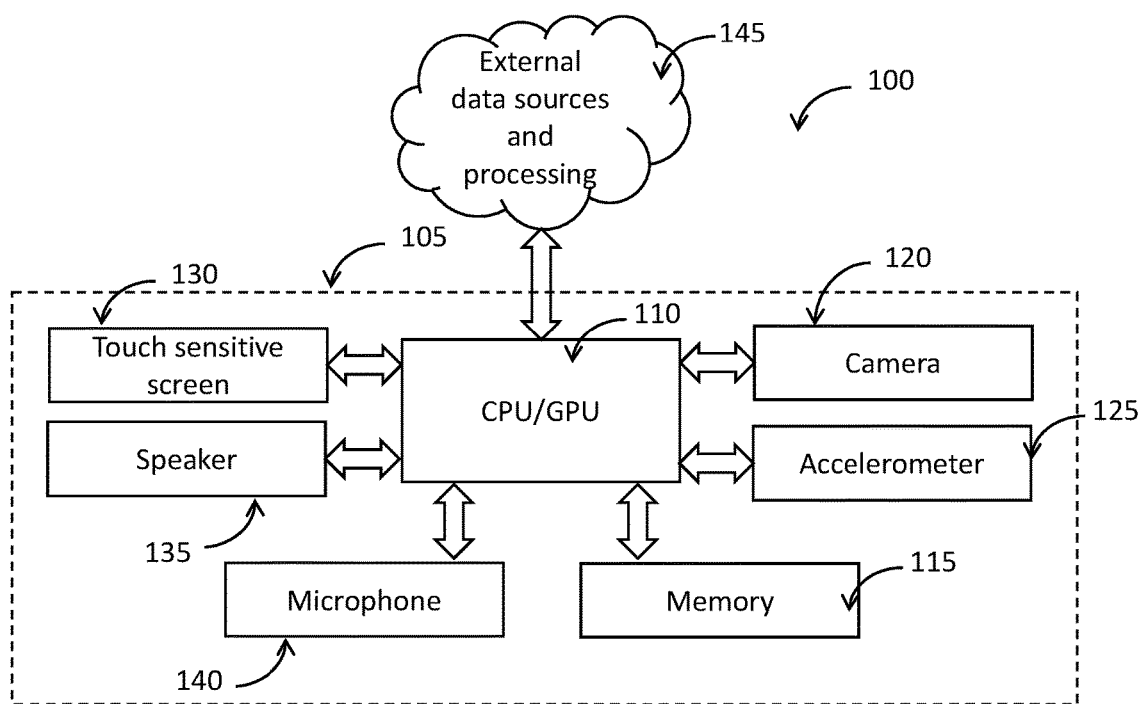 External
data sources
and
processing
145
100
105
130
120
110
Touch sensitive
screen
Camera
CPU/GPU
125
Speaker
Accelerometer
135
115
Microphone
Memory
140